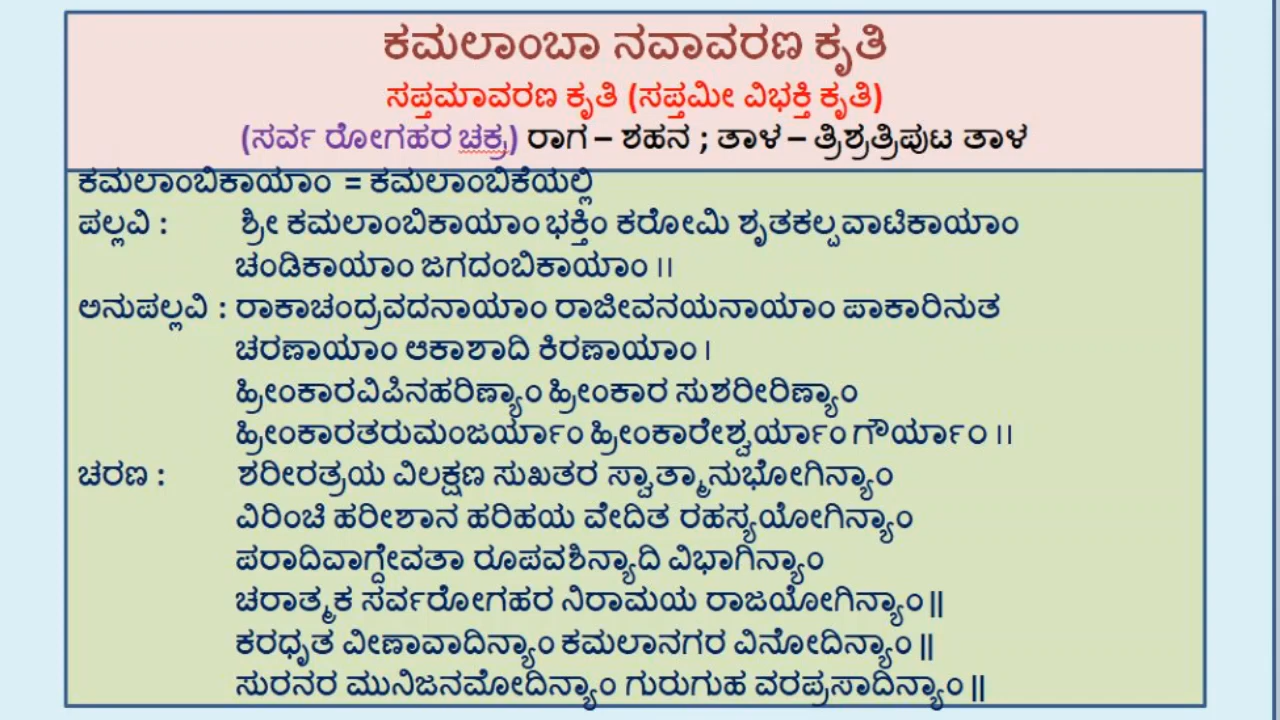 ಕಮಲಾಂಬಾ ನವಾವರಣ ಕೃತಿ
ಸಪ್ತಮಾವರಣ ಕೃತಿ (ಸಪ್ತಮೀ ವಿಭಕ್ತಿ ಕೃತಿ)
(ಸರ್ವ ರೋಗಹರ ಚಕ್ರ) ರಾಗ – ಶಹನ ; ತಾಳ – ತ್ರಿಶ್ರತ್ರಿಪುಟ ತಾಳ
ಕಮಲಾಂಬಿಕಾಯಾಂ = ಕಮಲಾಂಬಿಕೆಯಲ್ಲಿ
ಪಲ್ಲವಿ : ಶ್ರೀ ಕಮಲಾಂಬಿಕಾಯಾಂ ಭಕ್ತಿಂ ಕರೋಮಿ ಶೃತಕಲ್ಪವಾಟಿಕಾಯಾಂ
ಚಂಡಿಕಾಯಾಂ ಜಗದಂಬಿಕಾಯಾಂ ।।
ಅನುಪಲ್ಲವಿ : ರಾಕಾಚಂದ್ರವದನಾಯಾಂ ರಾಜೀವನಯನಾಯಾಂ ಪಾಕಾರಿನುತ
ಚರಣಾಯಾಂ ಆಕಾಶಾದಿ ಕಿರಣಾಯಾಂ ।
ಹ್ರೀಂಕಾರವಿಪಿನಹರಿಣ್ಯಾಂ ಹ್ರೀಂಕಾರ ಸುಶರೀರಿಣ್ಯಾಂ
ಹ್ರೀಂಕಾರತರುಮಂಜರ್ಯಾಂ ಹ್ರೀಂಕಾರೇಶ್ವರ್ಯಾಂ ಗೌರ್ಯಾಂ ।।
ಚರಣ : ಶರೀರತ್ರಯ ವಿಲಕ್ಷಣ ಸುಖತರ ಸ್ವಾತ್ಮಾನುಭೋಗಿನ್ಯಾಂ
ವಿರಿಂಚಿ ಹರೀಶಾನ ಹರಿಹಯ ವೇದಿತ ರಹಸ್ಯಯೋಗಿನ್ಯಾಂ
ಪರಾದಿವಾಗ್ದೇವತಾ ರೂಪವಶಿನ್ಯಾದಿ ವಿಭಾಗಿನ್ಯಾಂ
ಚರಾತ್ಮಕ ಸರ್ವರೋಗಹರ ನಿರಾಮಯ ರಾಜಯೋಗಿನ್ಯಾಂ ॥
ಕರಧೃತ ವೀಣಾವಾದಿನ್ಯಾಂ ಕಮಲಾನಗರ ವಿನೋದಿನ್ಯಾಂ ॥
ಸುರನರ ಮುನಿಜನಮೋದಿನ್ಯಾಂ ಗುರುಗುಹ ವರಪ್ರಸಾದಿನ್ಯಾಂ ॥